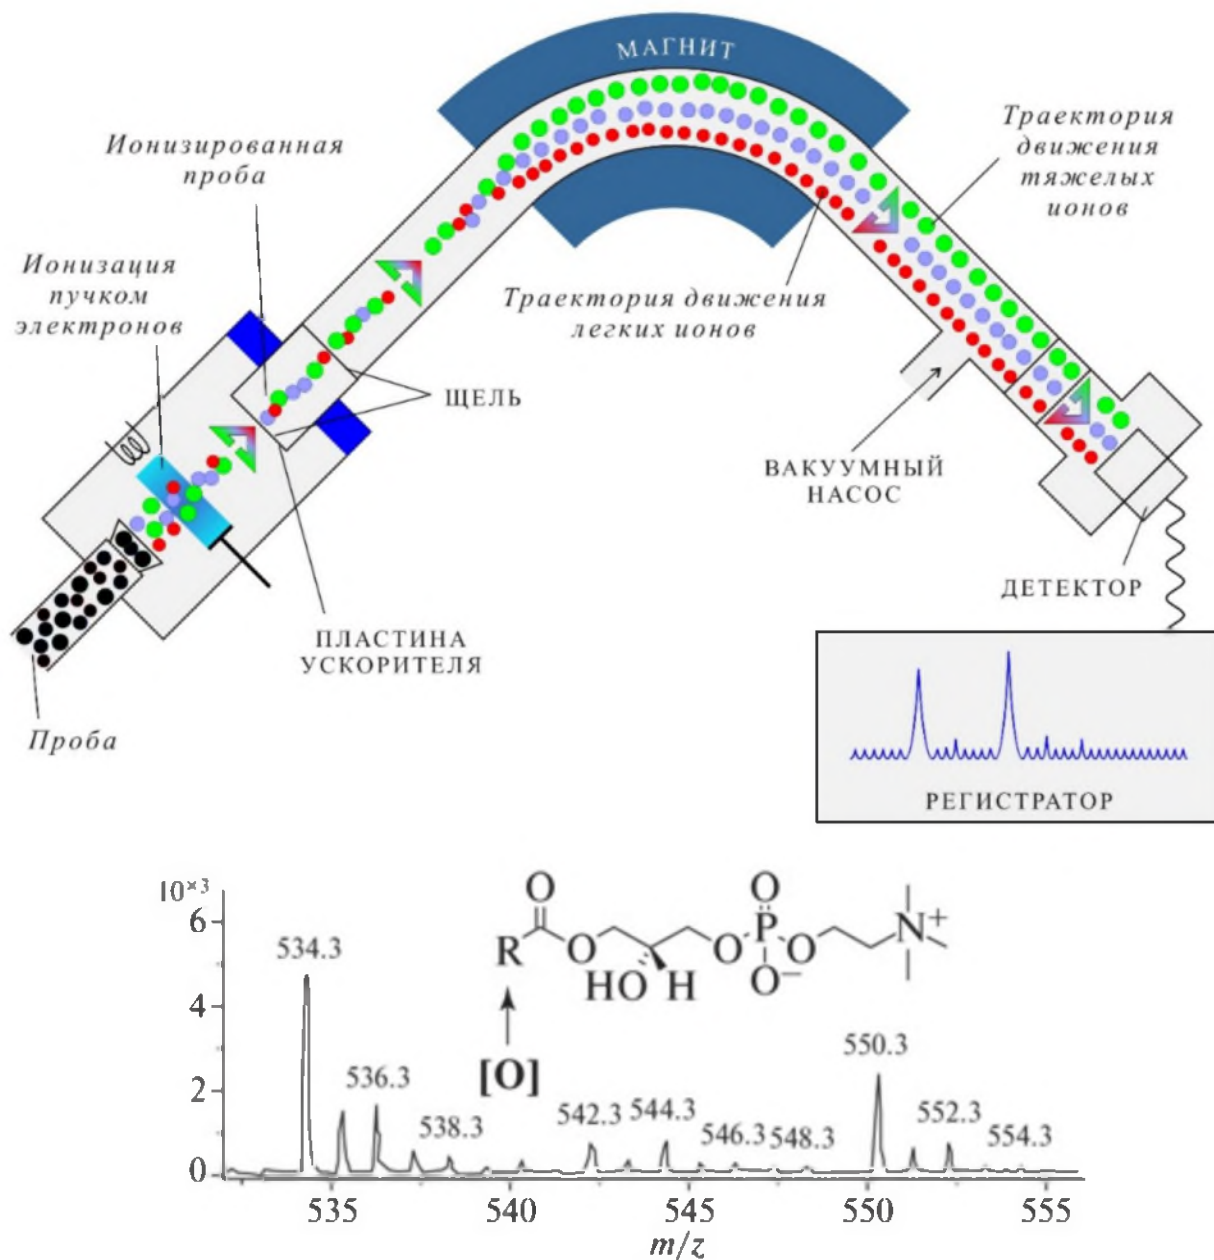 МАГНИТ
Ионизированная
проба
Траектория
движения
тяжелых
ионов
Ионизация
пучком
электронов
Траектория движения
легких ионов
ЩЕЛЬ
ВАКУУМНЫЙ
НАСОС
ДЕТЕКТОР
ПЛАСТИНА
УСКОРИТЕЛЯ
Проба
РЕГИСТРАТОР
10×3
6
4
2
0
534.3
536.3
538.3
542.3
544.3
546.3
548.3
550.3
552.3
554.3
O O
R O O P O N+
HO H O−
[O]
535 540 545 550 555
m/z